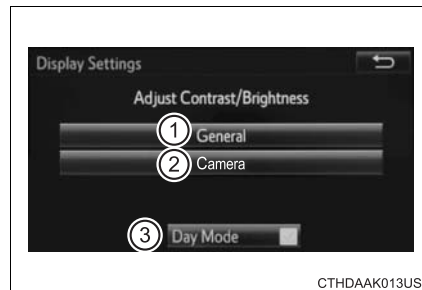 Display Settings
Adjust Contrast/Brightness
1 General
2 Camera
3 Day Mode
CTHDAAK013US